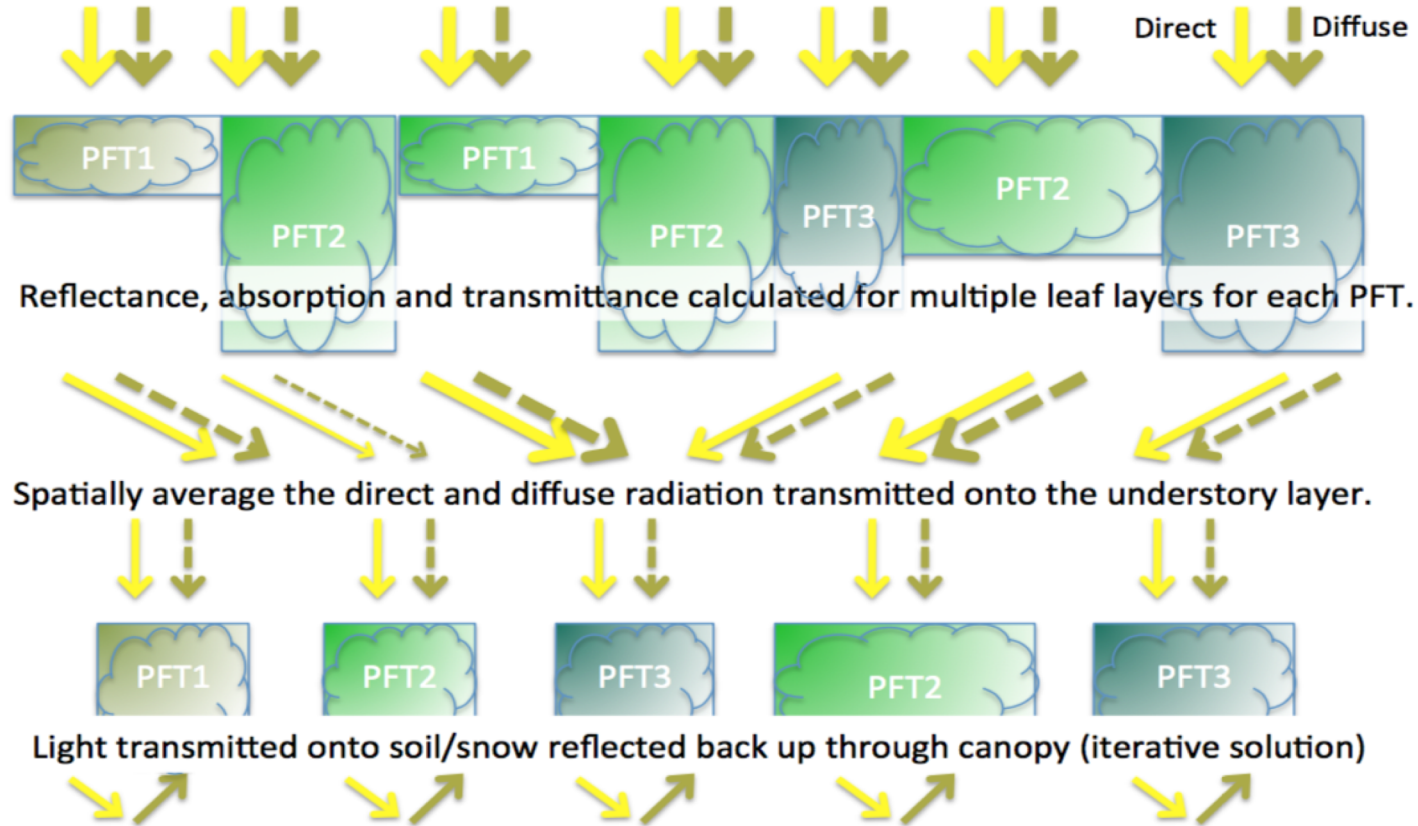 Direct Diffuse
PFT1 PFT2 PFT1 PFT2 PFT3 PFT2 PFT3
Reflectance, absorption and transmittance calculated for multiple leaf layers for each PFT.
Spatially average the direct and diffuse radiation transmitted onto the understory layer.
PFT1 PFT2 PFT3 PFT2 PFT3
Light transmitted onto soil/snow reflected back up through canopy (iterative solution)